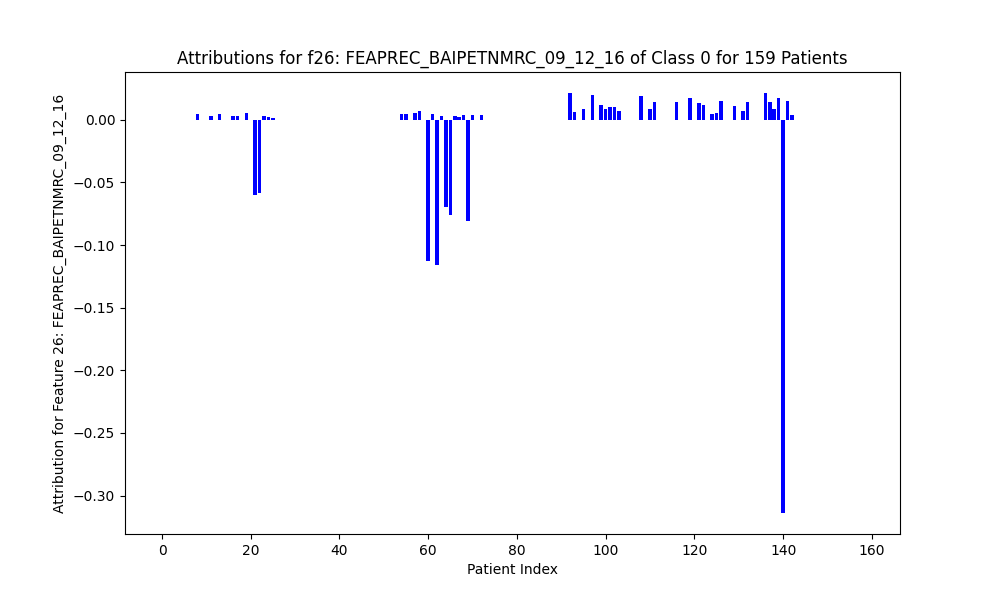 Attributions for f26: FEAPREC_BAIPETNMRC_09_12_16 of Class 0 for 159 Patients
Attribution for Feature 26: FEAPREC_BAIPETNMRC_09_12_16
0.00
−0.05
−0.10
−0.15
−0.20
−0.25
−0.30
0 20 40 60 80 100 120 140 160
Patient Index